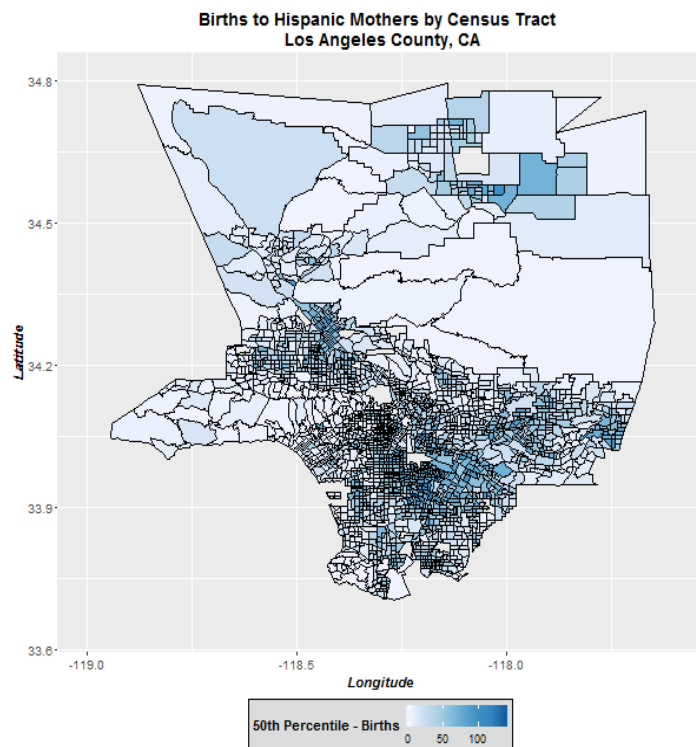 Births to Hispanic Mothers by Census Tract
Los Angeles County, CA
34.8
34.5
34.2
33.9
33.6
Latitude
-119.0
-118.5
-118.0
Longitude
50th Percentile - Births
0
50
100